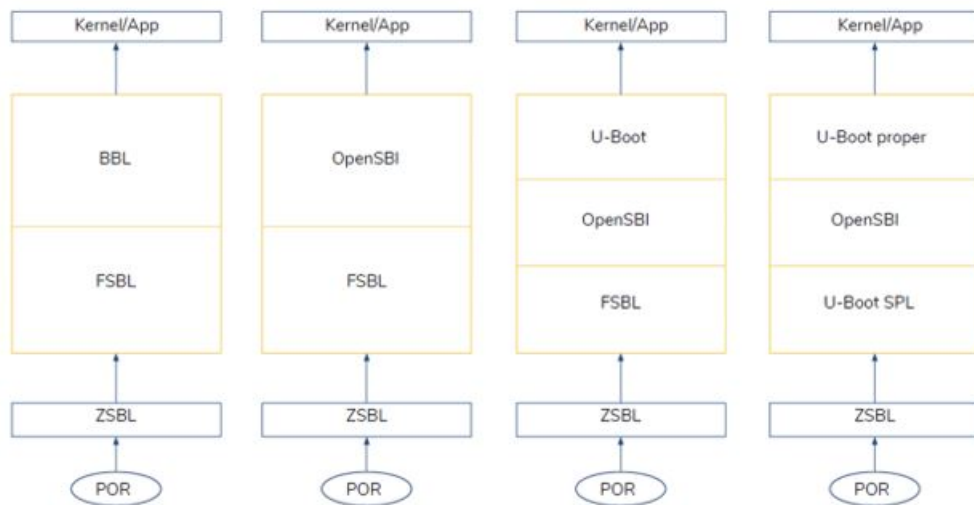 Kernel/App
BBL
FSBL
ZSBL
POR
Kernel/App
OpenSBI
FSBL
ZSBL
POR
Kernel/App
U-Boot
OpenSBI
FSBL
ZSBL
POR
Kernel/App
U-Boot proper
OpenSBI
U-Boot SPL
ZSBL
POR